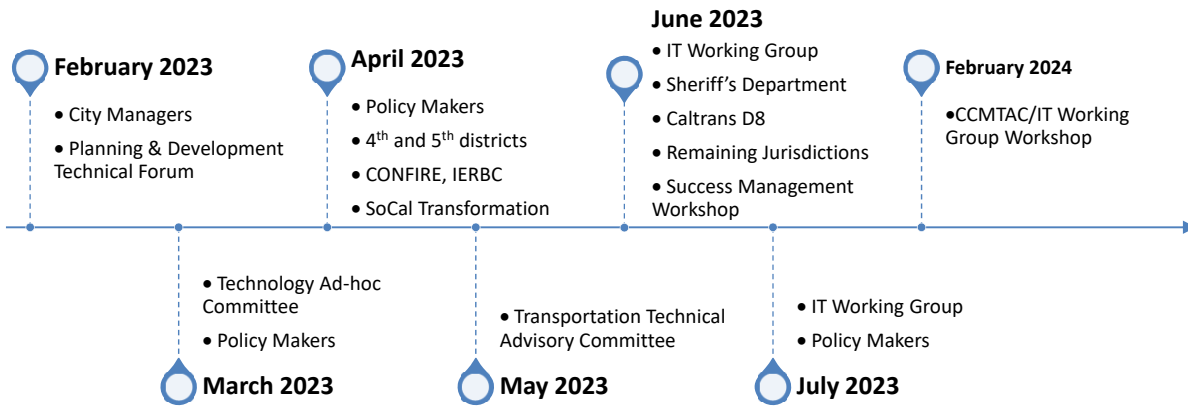 February 2023
• City Managers
• Planning & Development
Technical Forum
April 2023
• Policy Makers
• 4th and 5th districts
• CONFIRE, IERBC
• SoCal Transformation
June 2023
• IT Working Group
• Sheriff's Department
• Caltrans D8
• Remaining Jurisdictions
• Success Management
Workshop
February 2024
•CCMTAC/IT Working
Group Workshop
• Technology Ad-hoc
Committee
• Policy Makers
March 2023
• Transportation Technical
Advisory Committee
May 2023
• IT Working Group
• Policy Makers
July 2023